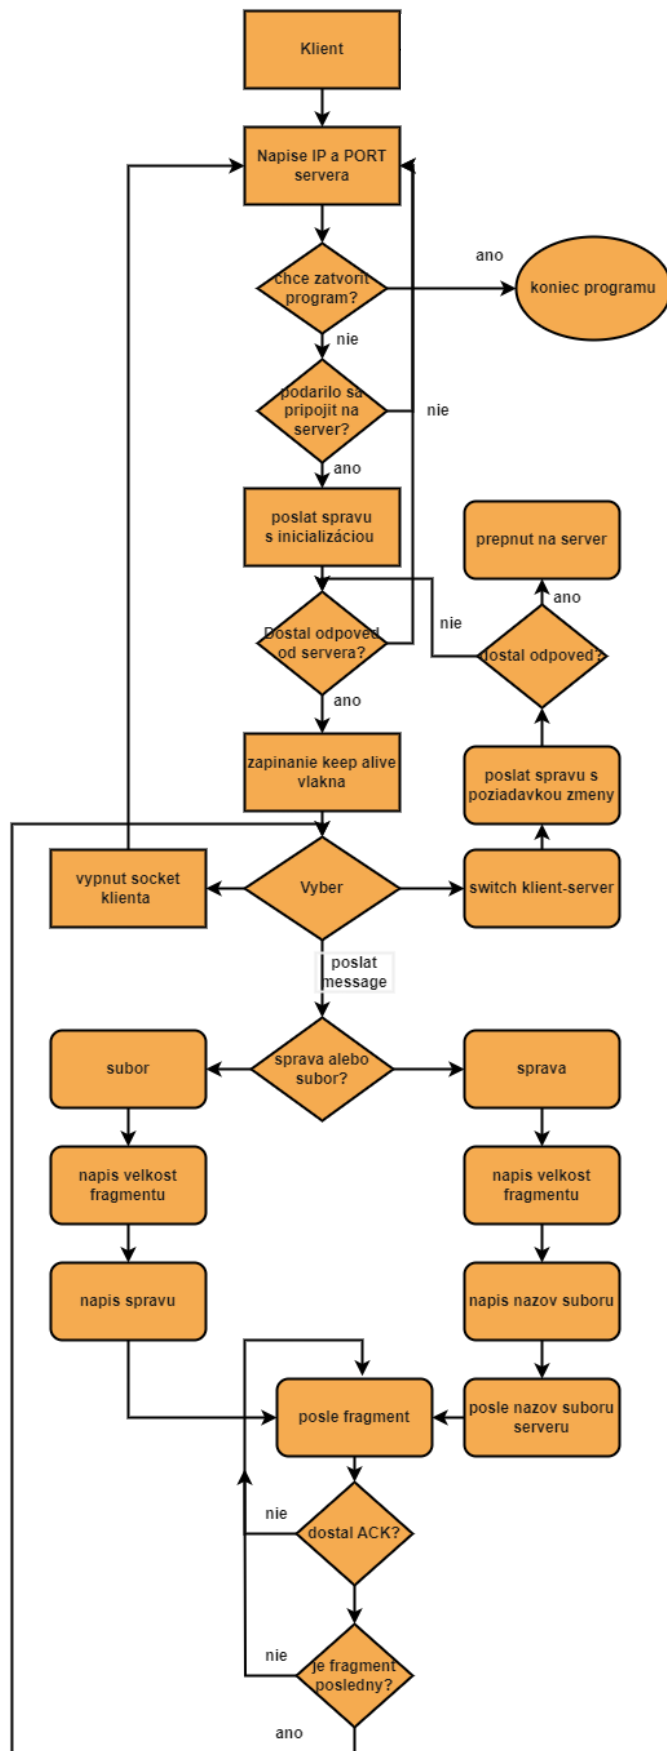 Klient
Napise IP a PORT
servera
chce zatvorit
program?
ano
koniec programu
nie
podarilo sa
pripojit na
server?
nie
ano
poslat spravu
s inicializáciou
prepnut na server
ano
nie
Dostal odpoved
od servera?
dostal odpoved?
ano
zapinanie keep alive
vlakna
poslat spravu s
poziadavkou zmeny
vypnut socket
klienta
Vyber
switch klient-server
poslat
message
subor
sprava alebo
subor?
sprava
napis velkost
fragmentu
napis velkost
fragmentu
napis spravu
napis nazov suboru
posle fragment
posle nazov suboru
serveru
nie
dostal ACK?
nie
je fragment
posledny?
ano